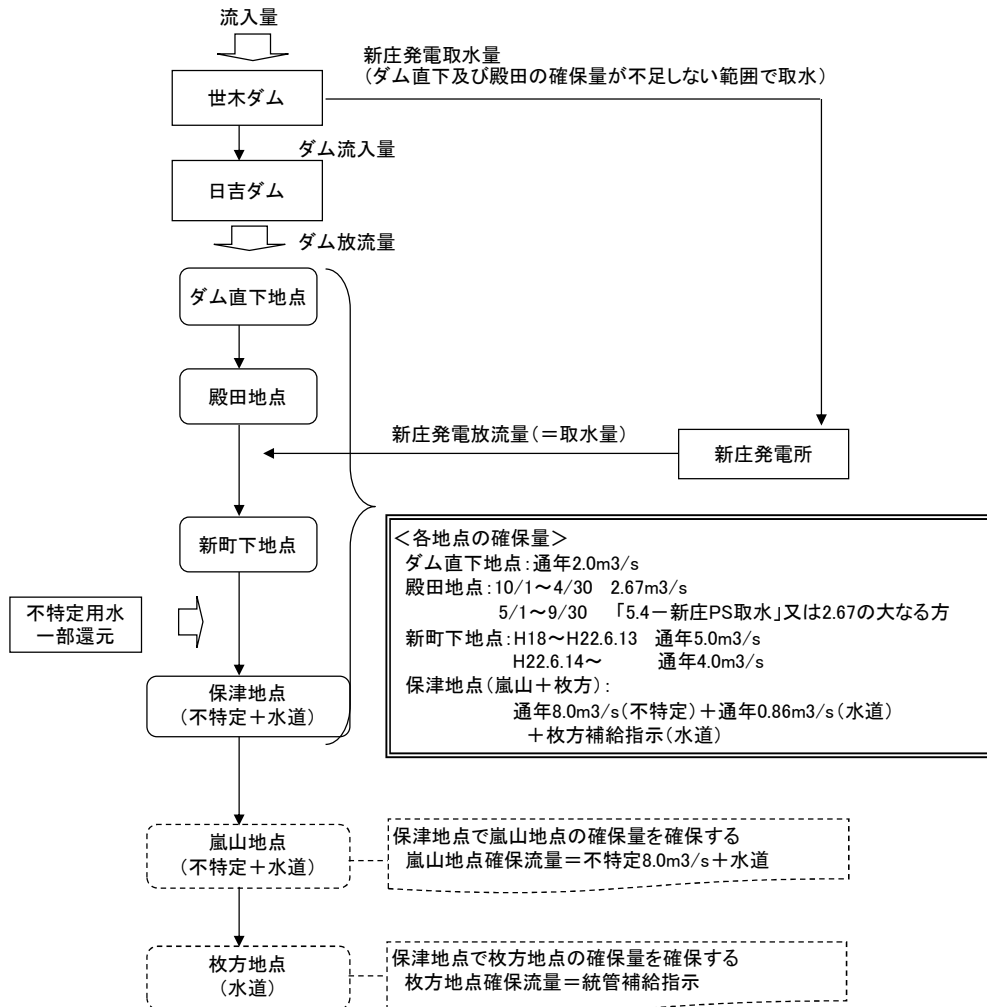 流入量
新庄発電取水量
(ダム直下及び殿田の確保量が不足しない範囲で取水)
世木ダム
ダム流入量
日吉ダム
ダム放流量
ダム直下地点
殿田地点
新庄発電放流量(=取水量)
新庄発電所
新町下地点
<各地点の確保量>
ダム直下地点:通年2.0m3/s
殿田地点:10/1~4/30 2.67m3/s
5/1~9/30 「5.4-新庄PS取水」又は2.67の大なる方
新町下地点:H18~H22.6.13 通年5.0m3/s
H22.6.14~ 通年4.0m3/s
保津地点(嵐山+枚方):
通年8.0m3/s(不特定)+通年0.86m3/s(水道)
+枚方補給指示(水道)
不特定用水
一部還元
保津地点
(不特定+水道)
嵐山地点
(不特定+水道)
保津地点で嵐山地点の確保量を確保する
嵐山地点確保流量=不特定8.0m3/s+水道
枚方地点
(水道)
保津地点で枚方地点の確保量を確保する
枚方地点確保流量=統管補給指示